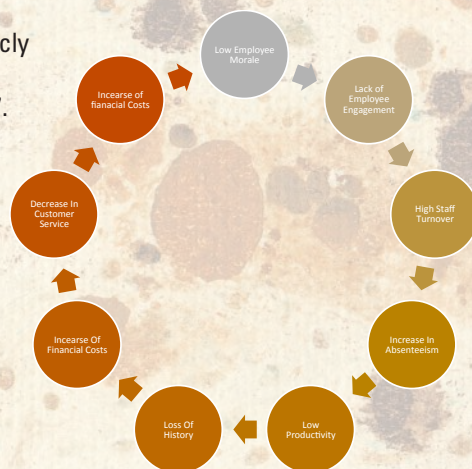 cly
.
Low Employee
Morale
Lack of
Employee
Engagement
High Staff
Turnover
Increase In
Absenteeism
Low
Productivity
Loss Of
History
Incearse Of
Financial Costs
Decrease In
Customer
Service
Incearse of
fianacial Costs